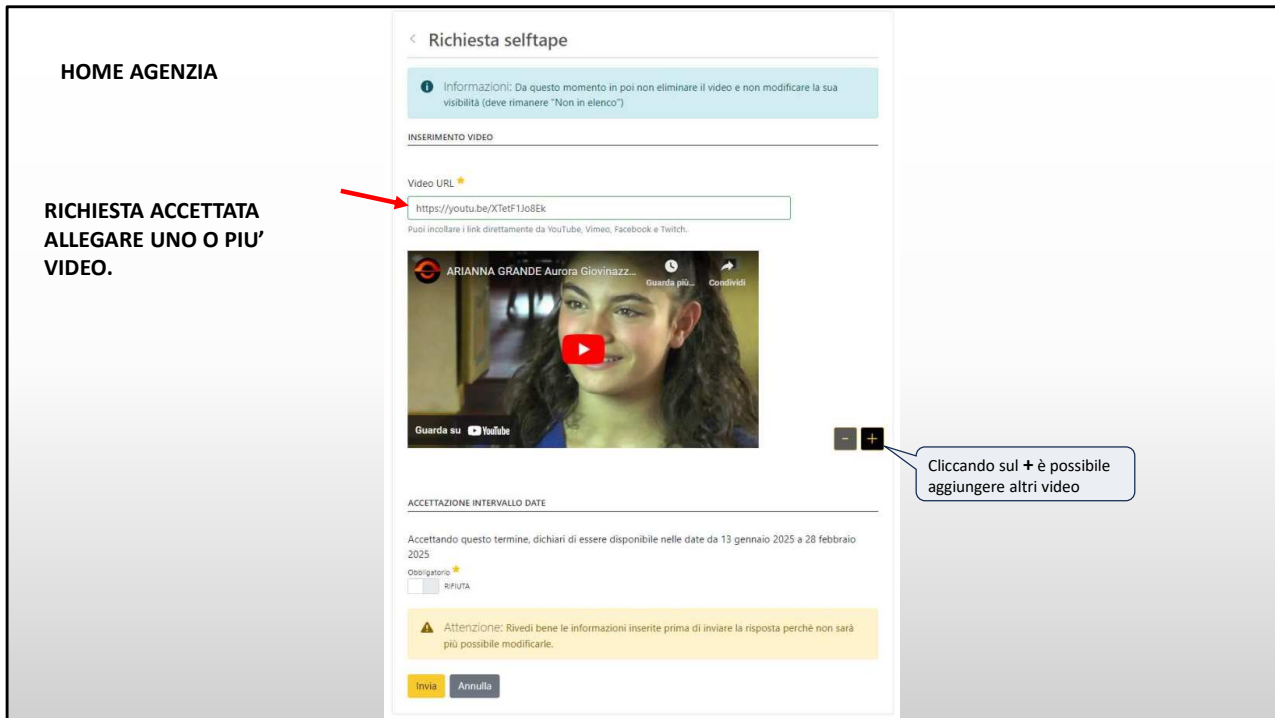 HOME AGENZIA
RICHIESTA ACCETTATA
ALLEGARE UNO O PIU’
VIDEO.
< Richiesta selftape
Informazioni: Da questo momento in poi non eliminare il video e non modificare la sua
visibilità (deve rimanere "Non in elenco")
INSERIMENTO VIDEO
Video URL
https://youtu.be/XTetF1Jo8Ek
Puoi incollare i link direttamente da YouTube, Vimeo, Facebook e Twitch.
ARIANNA GRANDE Aurora Giovinazz...
Guarda più...
Condividi
Guarda su YouTube
- +
Cliccando sul + è possibile
aggiungere altri video
ACCETTAZIONE INTERVALLO DATE
Accettando questo termine, dichiari di essere disponibile nelle date da 13 gennaio 2025 a 28 febbraio
2025
Obbligatorio
RIFIUTA
Attenzione: Rivedi bene le informazioni inserite prima di inviare la risposta perchè non sarà
più possibile modificarle.
Invia
Annulla